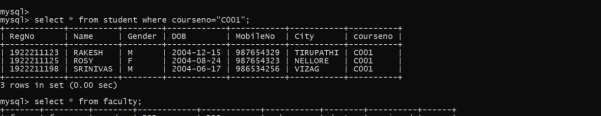 mysql>
mysql> select * from student where courseno="C001";
| RegNo | Name | Gender | DOB | MobileNo | City | courseno |
| 1922211123 | RAKESH | M | 2004-12-15 | 987654329 | TIRUPATHI | C001 |
| 1922211125 | ROSY | F | 2004-08-24 | 987654323 | NELLORE | C001 |
| 1922211198 | SRINIVAS | M | 2004-06-17 | 986534256 | VIZAG | C001 |
3 rows in set (0.00 sec)
mysql> select * from faculty;